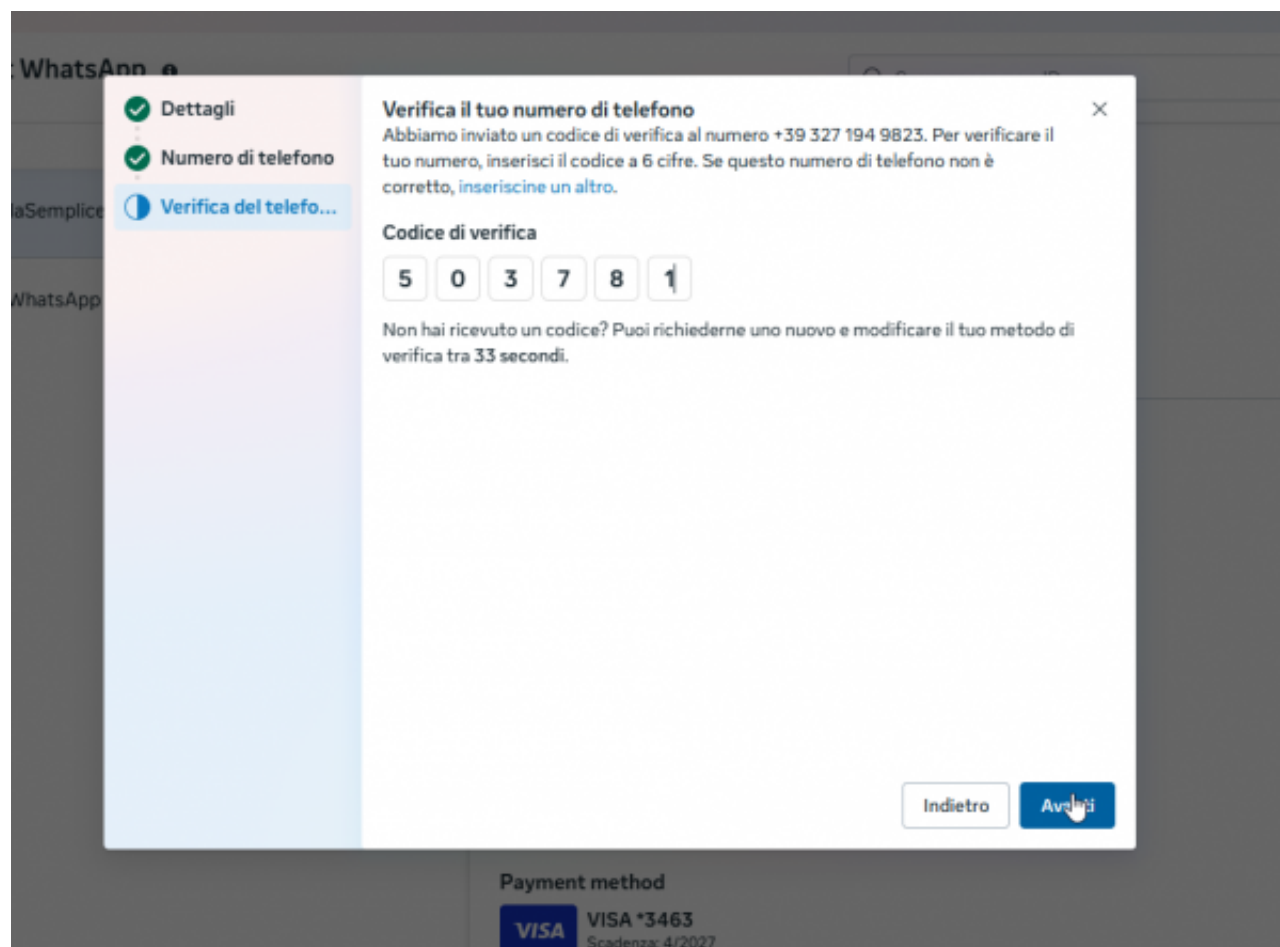 WhatsApp
Dettagli
Numero di telefono
Verifica del telefo...
Verifica il tuo numero di telefono
Abbiamo inviato un codice di verifica al numero +39 327 194 9823. Per verificare il
tuo numero, inserisci il codice a 6 cifre. Se questo numero di telefono non è
corretto, inseriscine un altro.
Codice di verifica
5 0 3 7 8 1
Non hai ricevuto un codice? Puoi richiederne uno nuovo e modificare il tuo metodo di
verifica tra 33 secondi.
laSemplice
WhatsApp
Indietro
Avanti
Payment method
VISA
VISA *3463
Scadenza: 4/2027